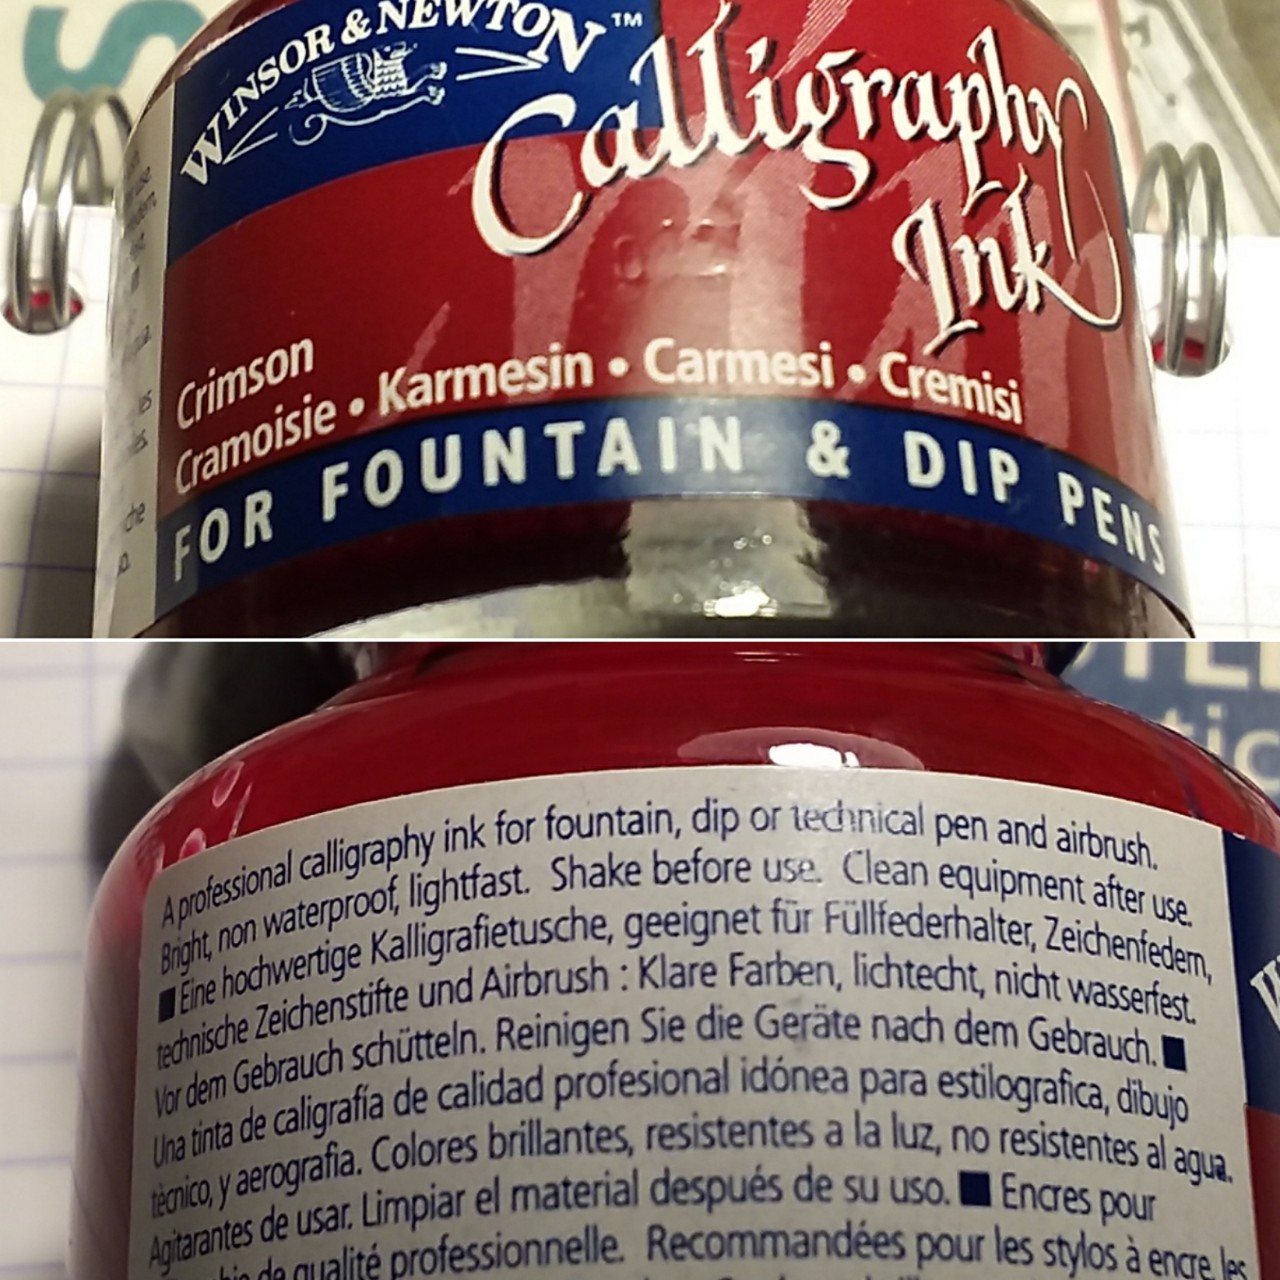 WINSOR & NEWTON™
Calligraphy
Ink
Crimson
Cramoisie • Karmesin • Carmesi • Cremisi
FOR FOUNTAIN & DIP PENS
A professional calligraphy ink for fountain, dip or technical pen and airbrush.
Bright, non waterproof, lightfast. Shake before use. Clean equipment after use.
■ Eine hochwertige Kalligrafietusche, geeignet für Füllfederhalter, Zeichenfedern,
technische Zeichenstifte und Airbrush : Klare Farben, lichtecht, nicht wasserfest.
Vor dem Gebrauch schütteln. Reinigen Sie die Geräte nach dem Gebrauch. ■
Una tinta de caligrafía de calidad profesional idónea para estilografica, dibujo
tècnico, y aerografia. Colores brillantes, resistentes a la luz, no resistentes al agua.
Agitarantes de usar. Limpiar el material después de su uso. ■ Encres pour
de qualité professionnelle. Recommandées pour les stylos à encre les